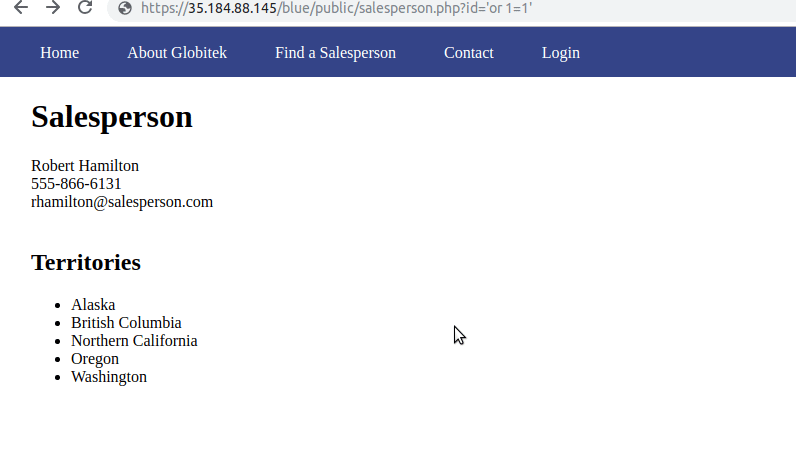 https://35.184.88.145/blue/public/salesperson.php?id='or 1=1'
Home About Globitek Find a Salesperson Contact Login
Salesperson
Robert Hamilton
555-866-6131
rhamilton@salesperson.com
Territories
Alaska
British Columbia
Northern California
Oregon
Washington